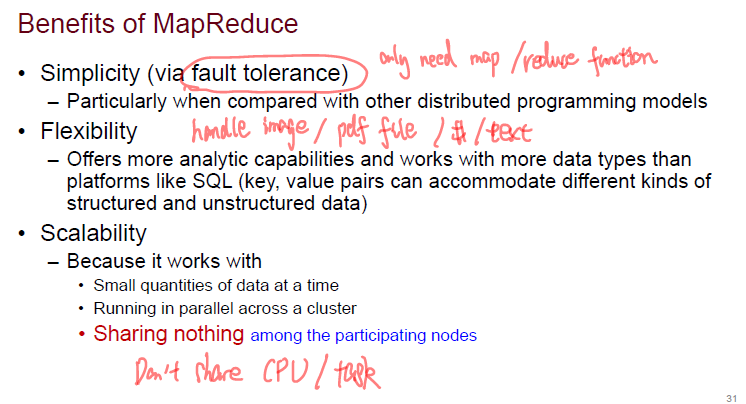 Benefits of MapReduce
• Simplicity (via fault tolerance) only need map /reduce function
– Particularly when compared with other distributed programming models
• Flexibility handle image / pdf file / # / text
– Offers more analytic capabilities and works with more data types than
platforms like SQL (key, value pairs can accommodate different kinds of
structured and unstructured data)
• Scalability
– Because it works with
• Small quantities of data at a time
• Running in parallel across a cluster
• Sharing nothing among the participating nodes
Don't share CPU / task
31